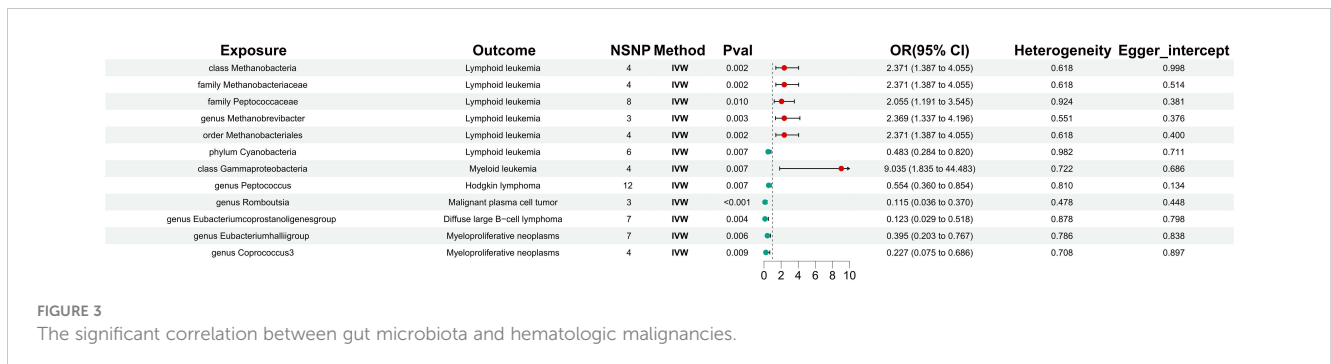 Exposure Outcome NSNP Method Pval OR(95% CI) Heterogeneity Egger_intercept
class Methanobacteria Lymphoid leukemia 4 IVW 0.002 2.371 (1.387 to 4.055) 0.618 0.998
family Methanobacteriaceae Lymphoid leukemia 4 IVW 0.002 2.371 (1.387 to 4.055) 0.618 0.514
family Peptococcaceae Lymphoid leukemia 8 IVW 0.010 2.055 (1.191 to 3.545) 0.924 0.381
genus Methanobrevibacter Lymphoid leukemia 3 IVW 0.003 2.369 (1.337 to 4.196) 0.551 0.376
order Methanobacteriales Lymphoid leukemia 4 IVW 0.002 2.371 (1.387 to 4.055) 0.618 0.400
phylum Cyanobacteria Lymphoid leukemia 6 IVW 0.007 0.483 (0.284 to 0.820) 0.982 0.711
class Gammaproteobacteria Myeloid leukemia 4 IVW 0.007 9.035 (1.835 to 44.483) 0.722 0.686
genus Peptococcus Hodgkin lymphoma 12 IVW 0.007 0.554 (0.360 to 0.854) 0.810 0.134
genus Romboutsia Malignant plasma cell tumor 3 IVW <0.001 0.115 (0.036 to 0.370) 0.478 0.448
genus Eubacteriumcoprostanoligenesgroup Diffuse large B−cell lymphoma 7 IVW 0.004 0.123 (0.029 to 0.518) 0.878 0.798
genus Eubacteriumhalliigroup Myeloproliferative neoplasms 7 IVW 0.006 0.395 (0.203 to 0.767) 0.786 0.838
genus Coprococcus3 Myeloproliferative neoplasms 4 IVW 0.009 0.227 (0.075 to 0.686) 0.708 0.897
0 2 4 6 8 10
FIGURE 3
The significant correlation between gut microbiota and hematologic malignancies.